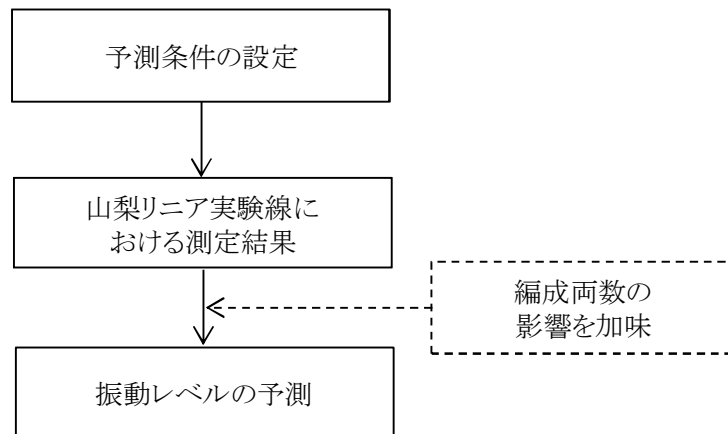 予測条件の設定
山梨リニア実験線に
おける測定結果
編成両数の
影響を加味
振動レベルの予測